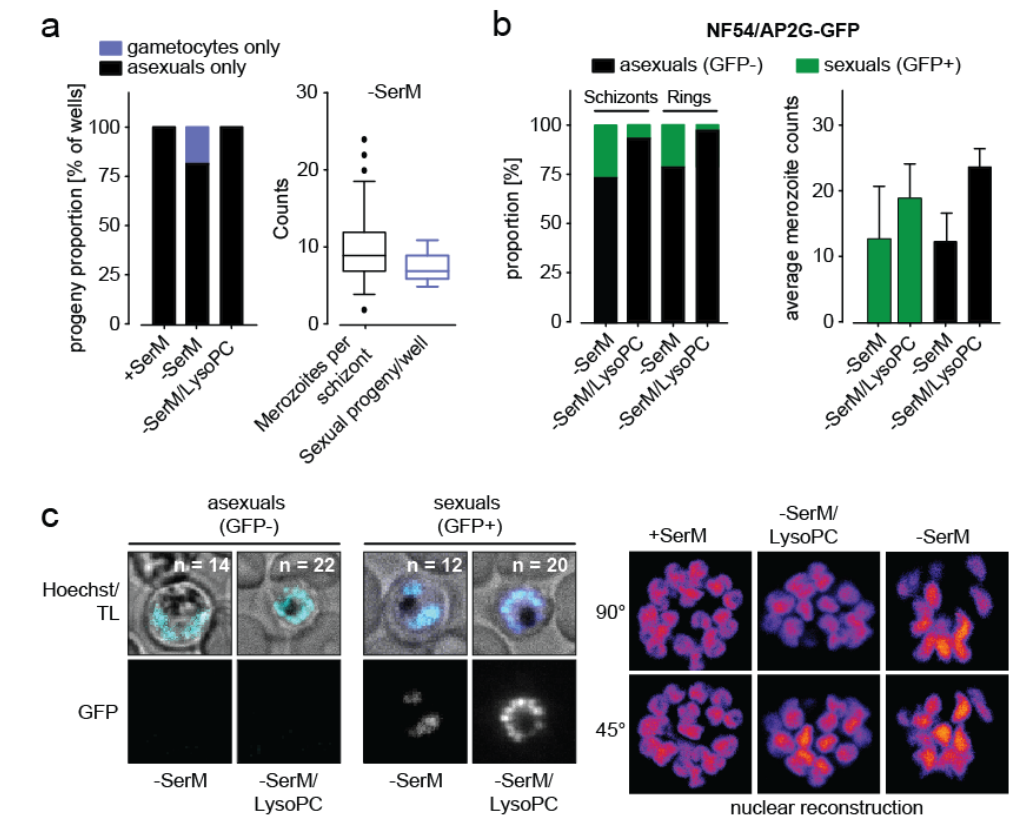 a
gametocytes only
asexuals only
progeny proportion [% of wells]
100
75
50
25
0
+SerM
-SerM
-SerM/LysoPC
-SerM
Counts
30
20
10
0
Merozoites per
schizont
Sexual progeny/well
b
NF54/AP2G-GFP
asexuals (GFP-)
sexuals (GFP+)
Schizonts
Rings
proportion [%]
100
75
50
25
0
-SerM
-SerM/LysoPC
-SerM
-SerM/LysoPC
average merozoite counts
30
20
10
0
-SerM
-SerM/LysoPC
-SerM
-SerM/LysoPC
c
asexuals
(GFP-)
sexuals
(GFP+)
Hoechst/
TL
n = 14
n = 22
n = 12
n = 20
GFP
-SerM
-SerM/
LysoPC
-SerM
-SerM/
LysoPC
+SerM
-SerM/
LysoPC
-SerM
90°
45°
nuclear reconstruction